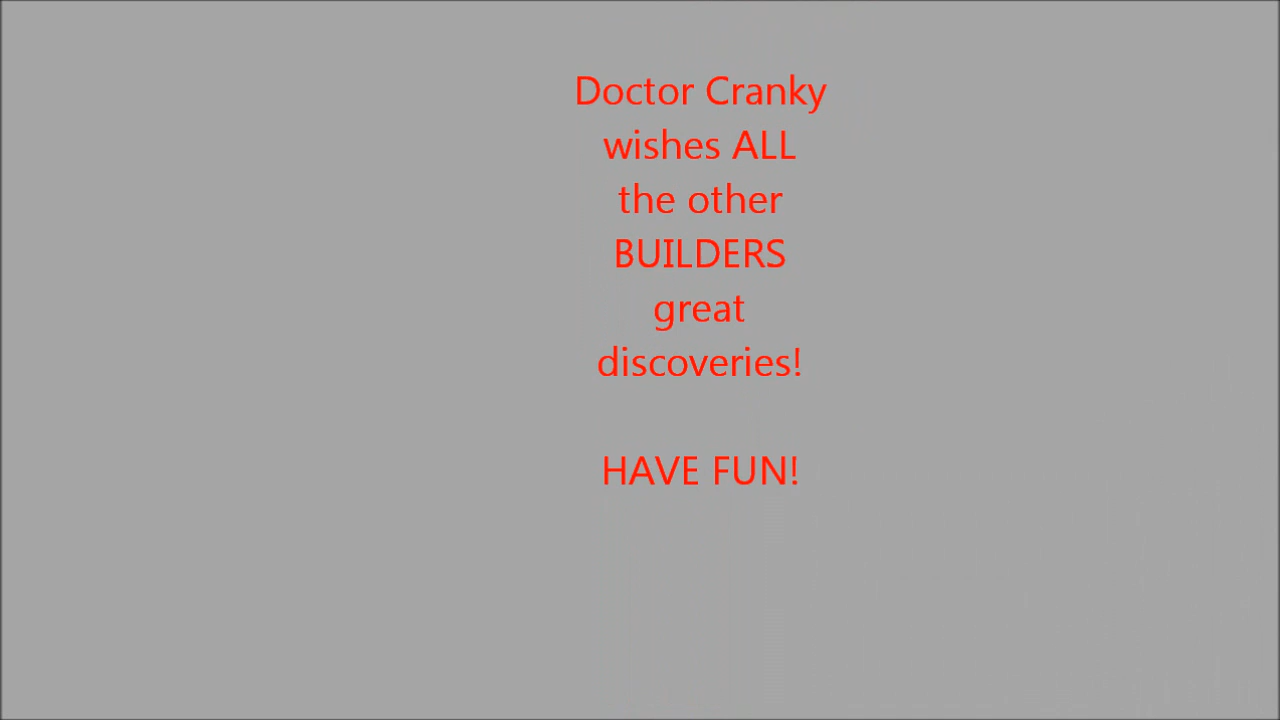 Doctor Cranky
wishes ALL
the other
BUILDERS
great
discoveries!
HAVE FUN!